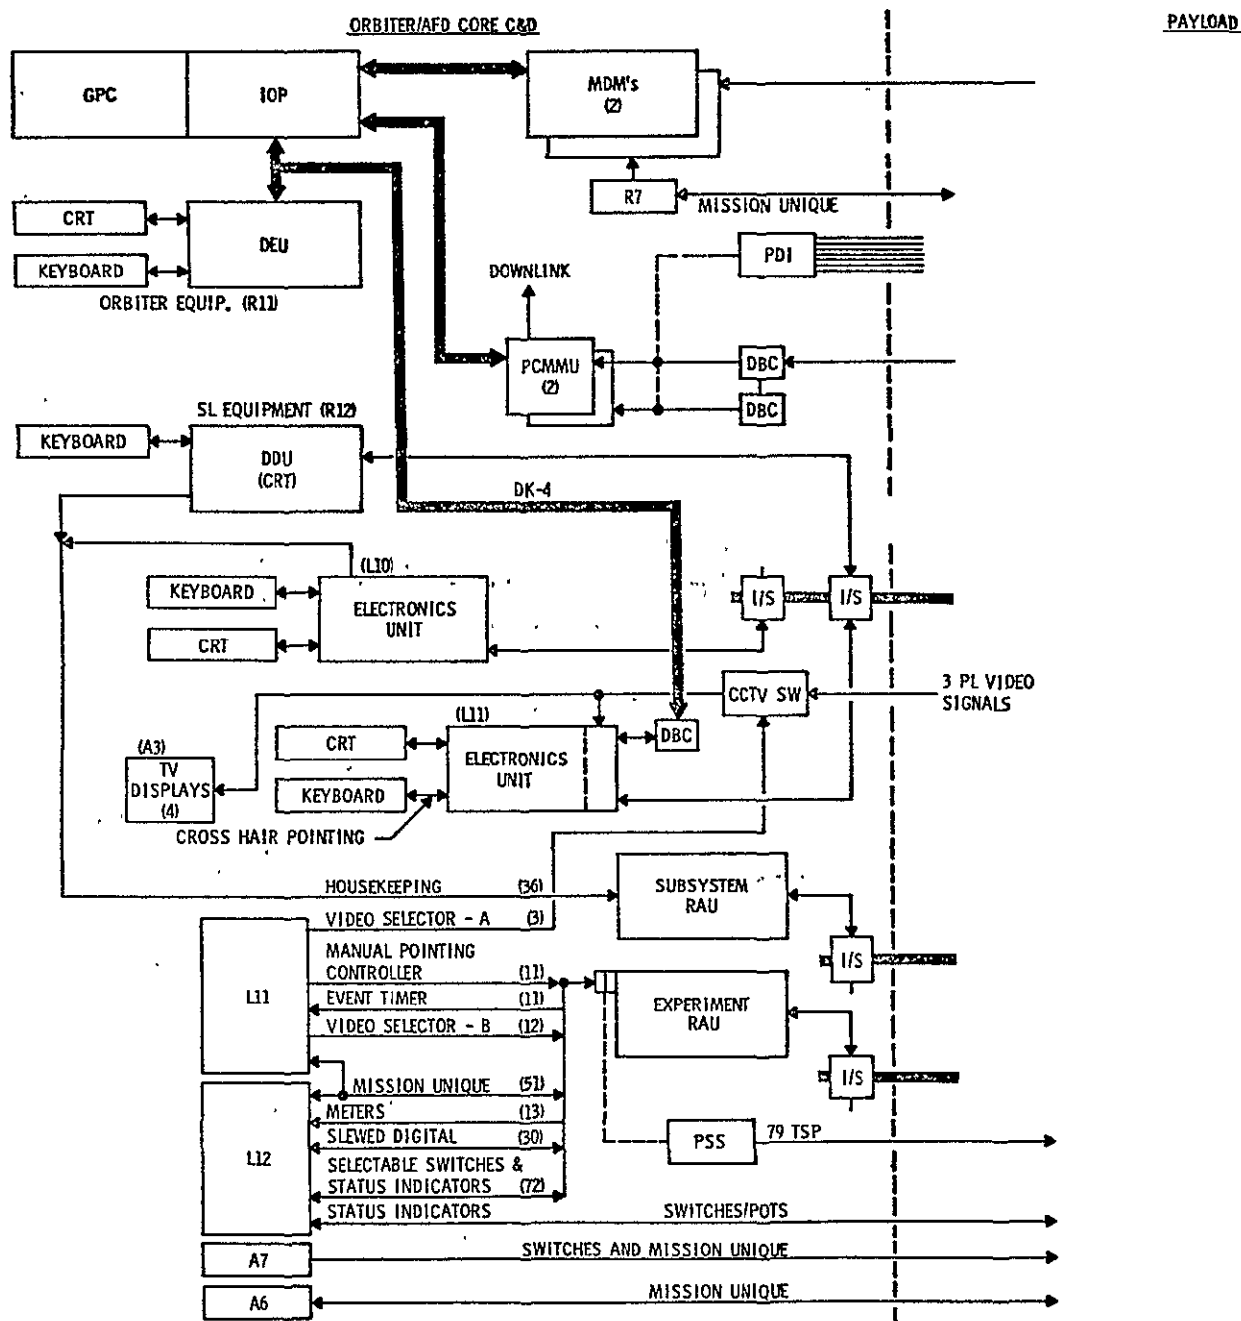 ORBITER/AFD CORE C&D
PAYLOAD
GPC
IOP
MDM's
(2)
R7
MISSION UNIQUE
CRT
DEU
KEYBOARD
ORBITER EQUIP. (R11)
PDI
DOWNLINK
PCMMU
(2)
DBC
DBC
SL EQUIPMENT (R12)
KEYBOARD
DDU
(CRT)
DK-4
(L10)
KEYBOARD
ELECTRONICS
UNIT
CRT
I/S
I/S
CCTV SW
3 PL VIDEO
SIGNALS
(L11)
CRT
ELECTRONICS
UNIT
DBC
KEYBOARD
(A3)
TV
DISPLAYS
(4)
CROSS HAIR POINTING
HOUSEKEEPING (36)
SUBSYSTEM
RAU
VIDEO SELECTOR - A (3)
I/S
L11
MANUAL POINTING
CONTROLLER (11)
EVENT TIMER (11)
VIDEO SELECTOR - B (12)
EXPERIMENT
RAU
I/S
L12
MISSION UNIQUE (51)
METERS (13)
SLEWED DIGITAL (30)
SELECTABLE SWITCHES &
STATUS INDICATORS (72)
STATUS INDICATORS
SWITCHES/POTS
PSS
79 TSP
A7
SWITCHES AND MISSION UNIQUE
A6
MISSION UNIQUE